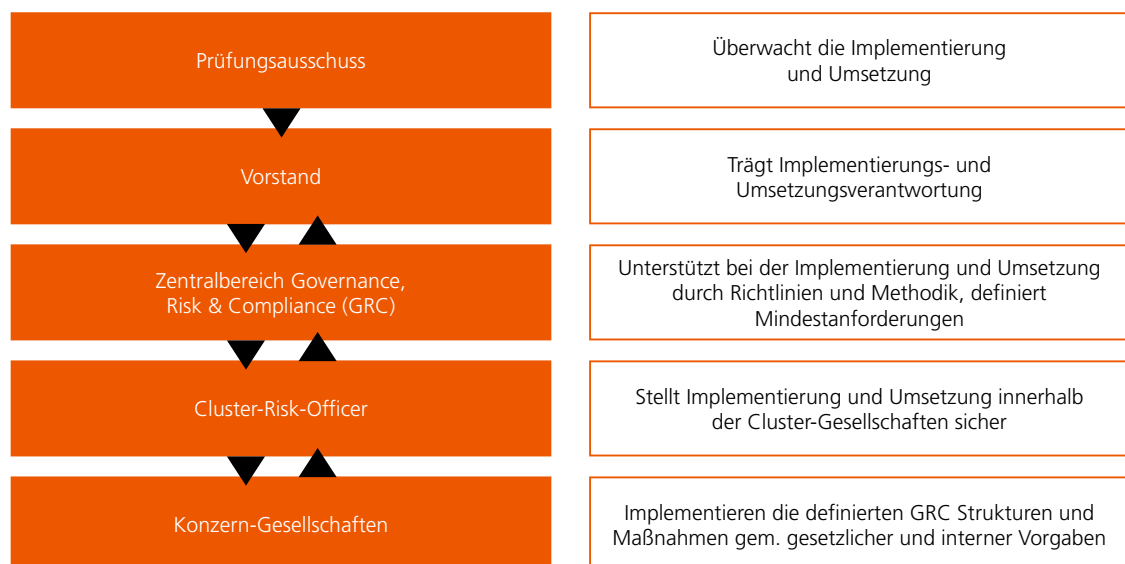 Prüfungsausschuss
Überwacht die Implementierung
und Umsetzung
Vorstand
Trägt Implementierungs- und
Umsetzungsverantwortung
Zentralbereich Governance,
Risk & Compliance (GRC)
Unterstützt bei der Implementierung und Umsetzung
durch Richtlinien und Methodik, definiert
Mindestanforderungen
Cluster-Risk-Officer
Stellt Implementierung und Umsetzung innerhalb
der Cluster-Gesellschaften sicher
Konzern-Gesellschaften
Implementieren die definierten GRC Strukturen und
Maßnahmen gem. gesetzlicher und interner Vorgaben